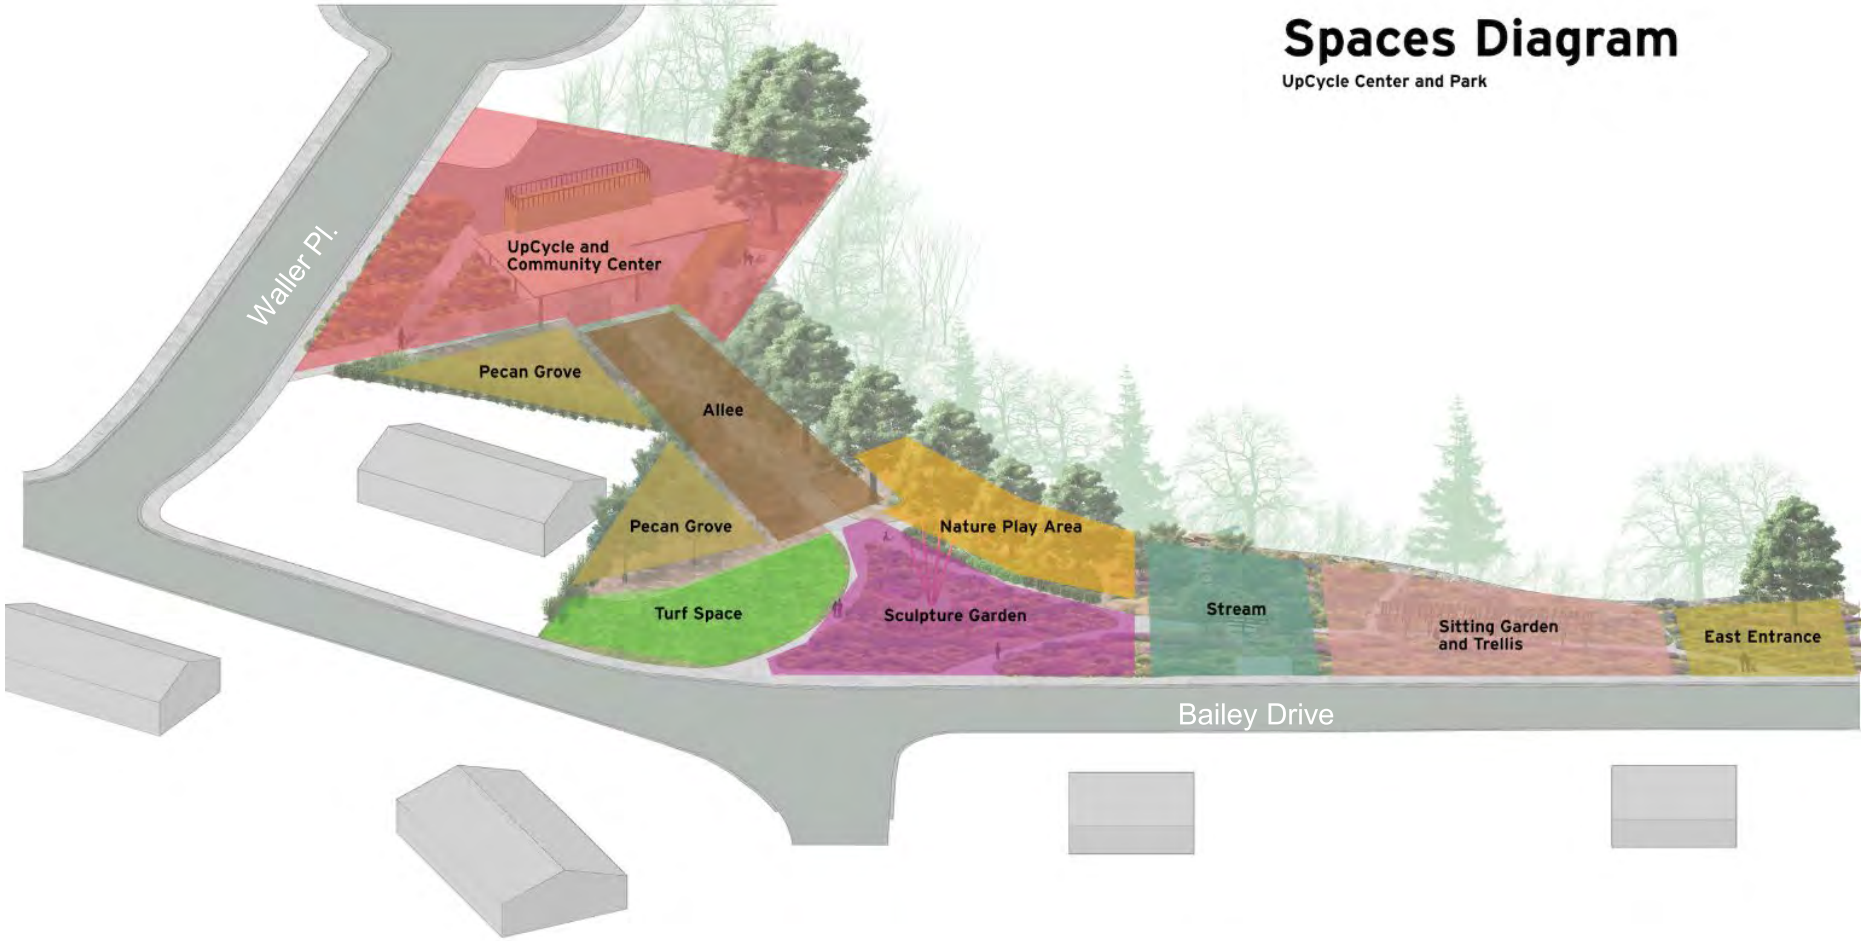 Spaces Diagram
UpCycle Center and Park
Waller Pl.
UpCycle and
Community Center
Pecan Grove
Allee
Pecan Grove
Nature Play Area
Turf Space
Sculpture Garden
Stream
Sitting Garden
and Trellis
East Entrance
Bailey Drive